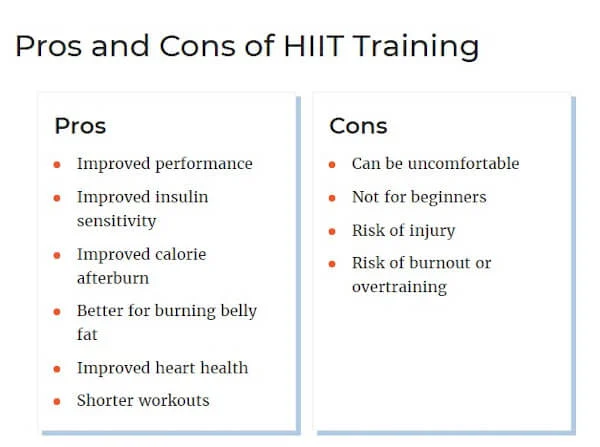 Pros and Cons of HIIT Training
Pros
Improved performance
Improved insulin
sensitivity
Improved calorie
afterburn
Better for burning belly
fat
Improved heart health
Shorter workouts
Cons
Can be uncomfortable
Not for beginners
Risk of injury
Risk of burnout or
overtraining